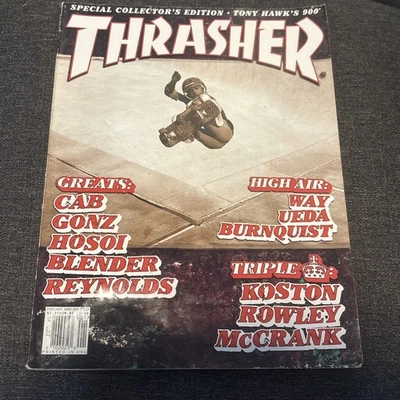 SPECIAL COLLECTOR'S EDITION • TONY HAWK'S 900°
THRASHER
GREATS:
CAB
GONZ
HOSOI
BLENDER
REYNOLDS
HIGH AIR:
WAY
UEDA
BURNQUIST
TRIPLE :
KOSTON
ROWLEY
McCRANK
PRINTED IN USA